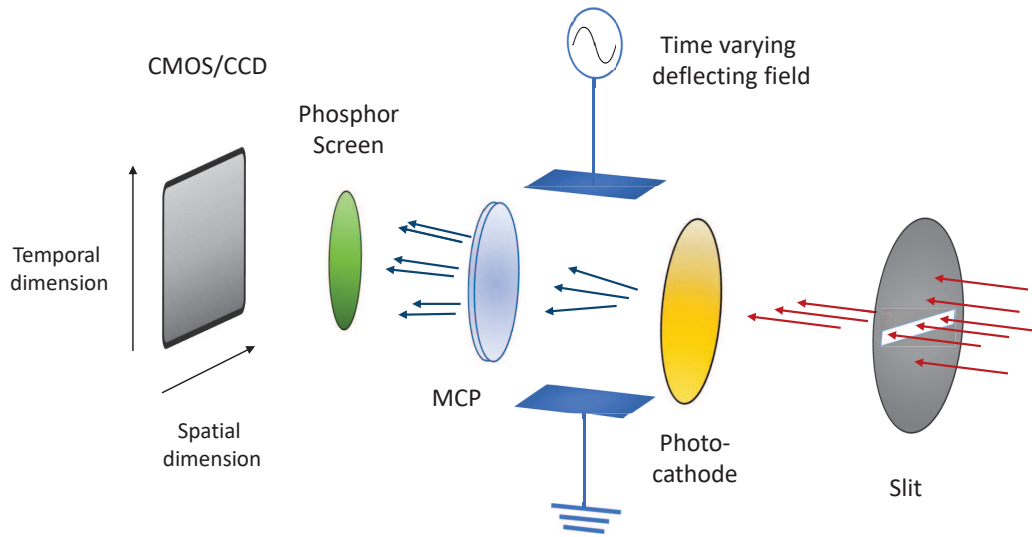 CMOS/CCD
Time varying
deflecting field
Phosphor
Screen
Temporal
dimension
MCP
Spatial
dimension
Photo-
cathode
Slit